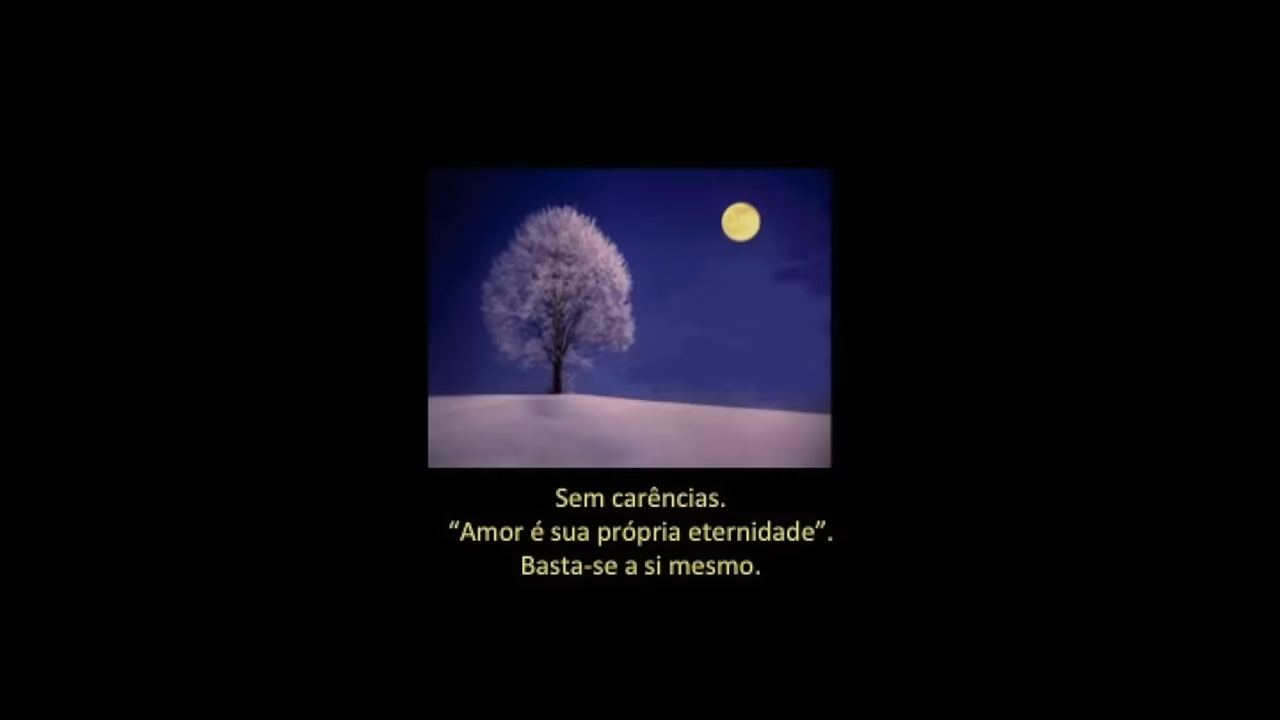 Sem carências.
“Amor é sua própria eternidade”.
Basta-se a si mesmo.